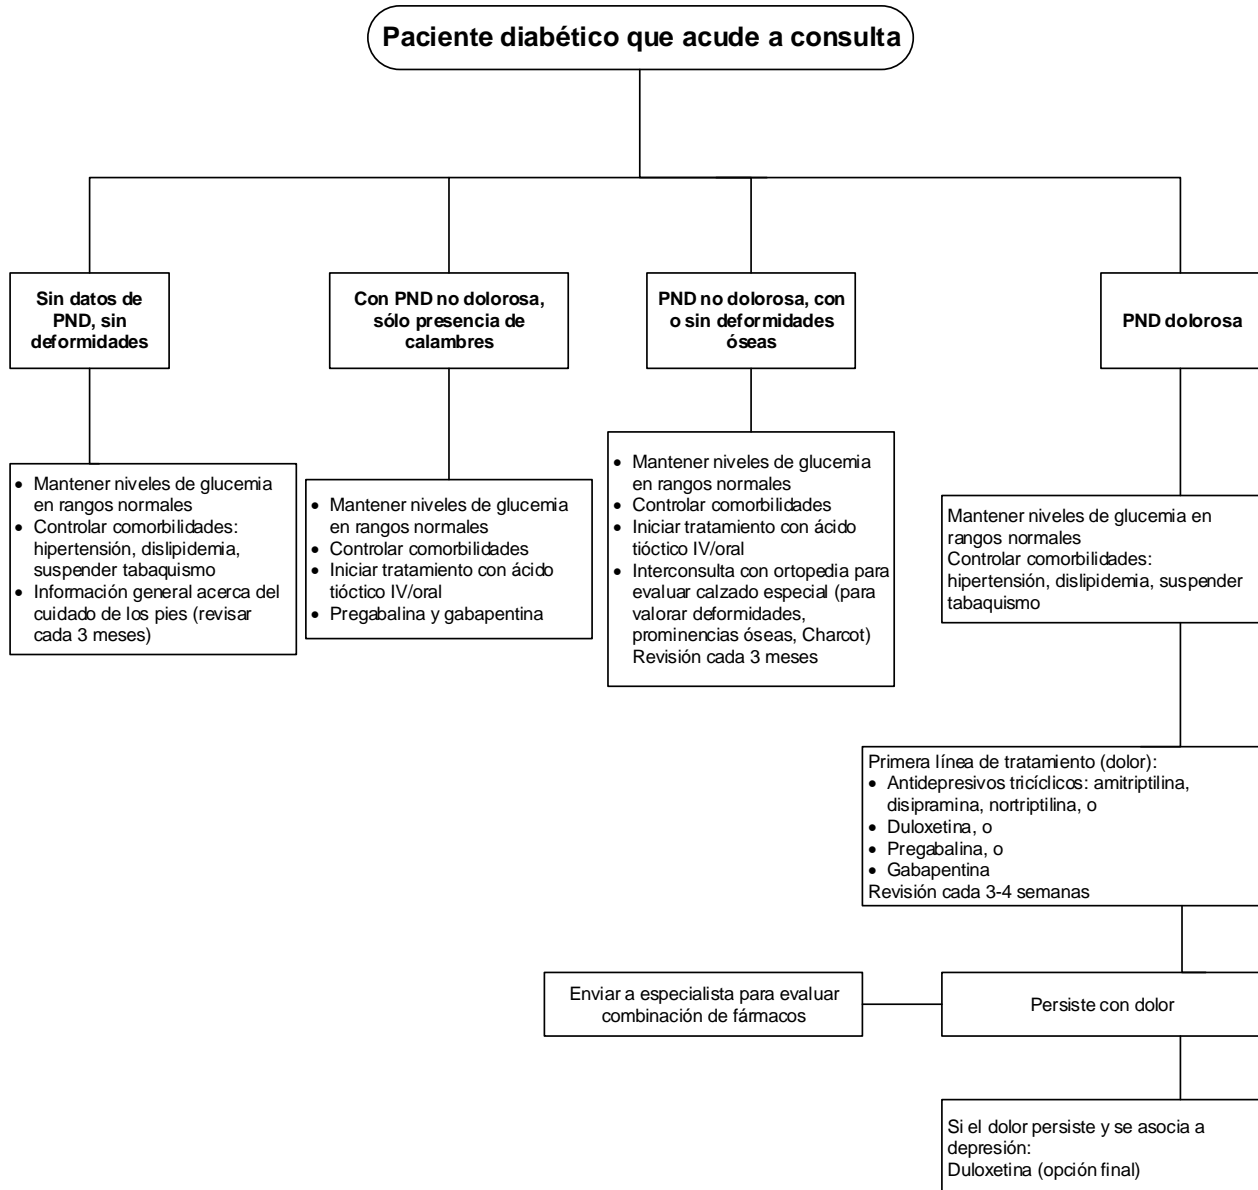 Paciente diabético que acude a consulta
Sin datos de
PND, sin
deformidades
Con PND no dolorosa,
sólo presencia de
calambres
PND no dolorosa, con
o sin deformidades
óseas
PND dolorosa
• Mantener niveles de glucemia
en rangos normales
• Controlar comorbilidades:
hipertensión, dislipidemia,
suspender tabaquismo
• Información general acerca del
cuidado de los pies (revisar
cada 3 meses)
• Mantener niveles de glucemia
en rangos normales
• Controlar comorbilidades
• Iniciar tratamiento con ácido
tióctico IV/oral
• Pregabalina y gabapentina
• Mantener niveles de glucemia
en rangos normales
• Controlar comorbilidades
• Iniciar tratamiento con ácido
tióctico IV/oral
• Interconsulta con ortopedia para
evaluar calzado especial (para
valorar deformidades,
prominencias óseas, Charcot)
Revisión cada 3 meses
Mantener niveles de glucemia en
rangos normales
Controlar comorbilidades:
hipertensión, dislipidemia, suspender
tabaquismo
Primera línea de tratamiento (dolor):
• Antidepresivos tricíclicos: amitriptilina,
disipramina, nortriptilina, o
• Duloxetina, o
• Pregabalina, o
• Gabapentina
Revisión cada 3-4 semanas
Enviar a especialista para evaluar
combinación de fármacos
Persiste con dolor
Si el dolor persiste y se asocia a
depresión:
Duloxetina (opción final)